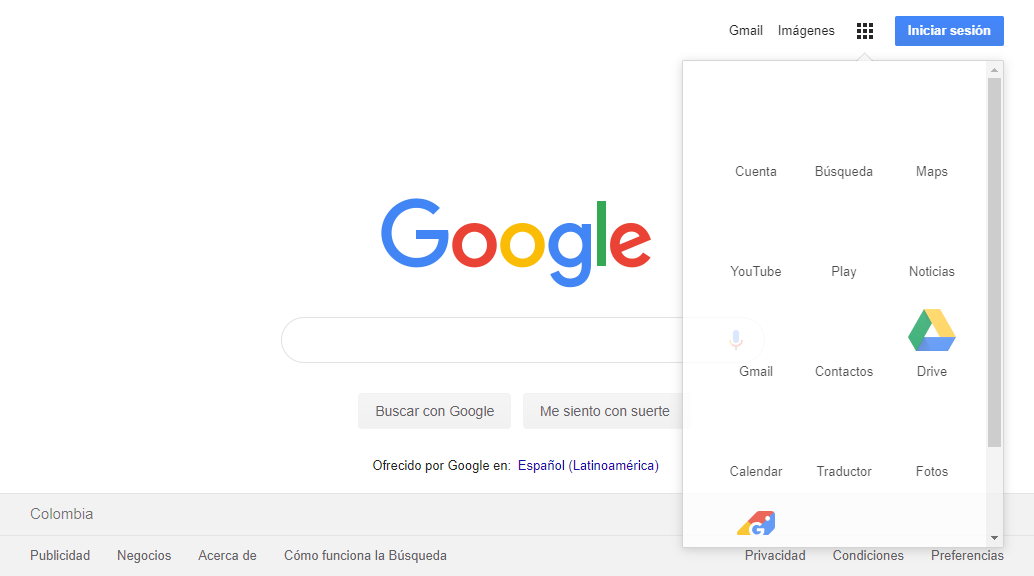 Gmail Imágenes Iniciar sesión
Cuenta Búsqueda Maps
YouTube Play Noticias
Gmail Contactos Drive
Calendar Traductor Fotos
G
Google
Buscar con Google Me siento con suerte
Ofrecido por Google en: Español (Latinoamérica)
Colombia
Publicidad Negocios Acerca de Cómo funciona la Búsqueda Privacidad Condiciones Preferencias